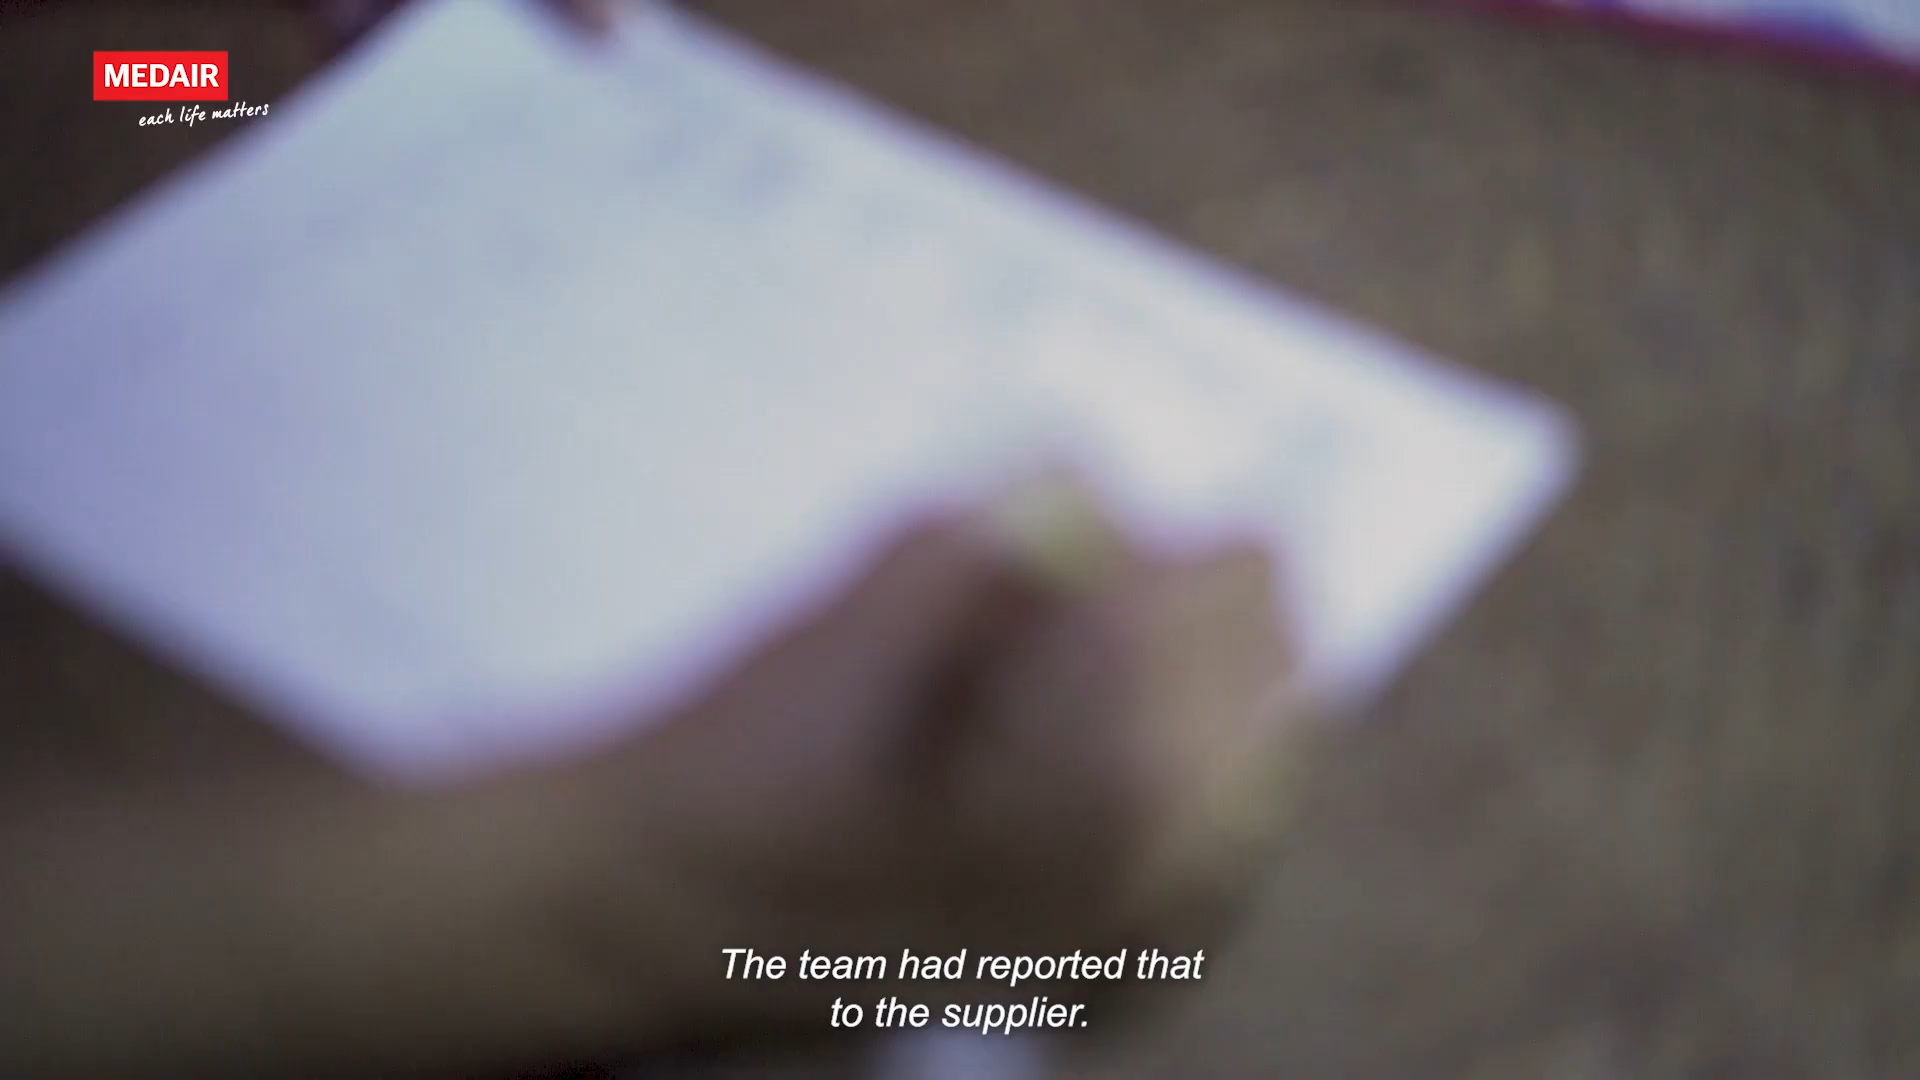 MEDAIR
each life matters
The team had reported that
to the supplier.